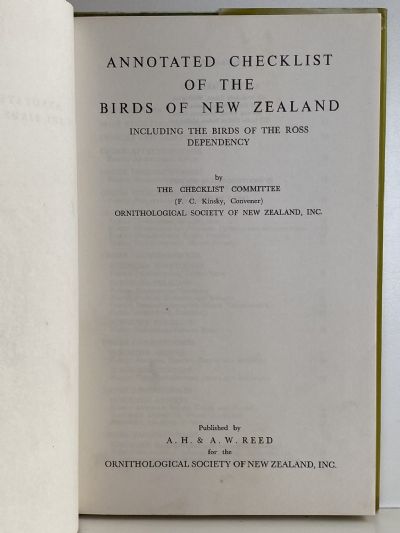 ANNOTATED CHECKLIST
OF THE
BIRDS OF NEW ZEALAND
INCLUDING THE BIRDS OF THE ROSS
DEPENDENCY
by
THE CHECKLIST COMMITTEE
(F. C. Kinsky, Convener)
ORNITHOLOGICAL SOCIETY OF NEW ZEALAND, INC.
Published by
A. H. & A. W. REED
for the
ORNITHOLOGICAL SOCIETY OF NEW ZEALAND, INC.